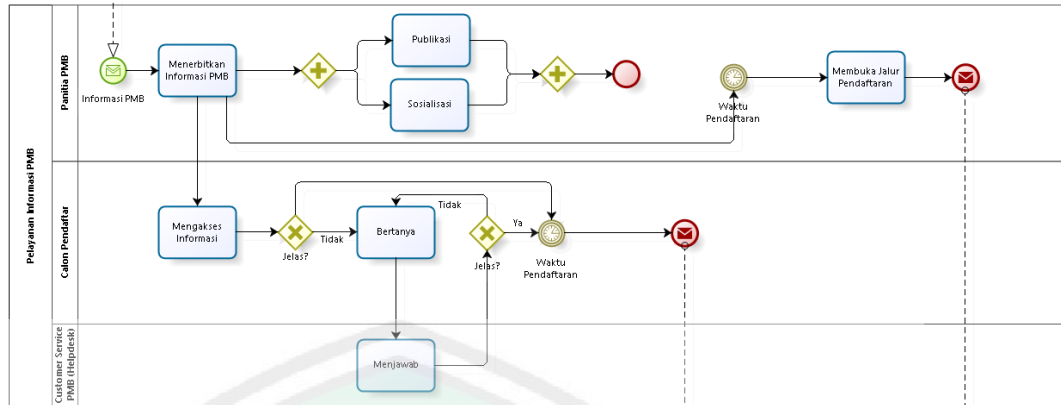 Pelayanan Informasi PMB
Panitia PMB
Informasi PMB
Menerbitkan
Informasi PMB
Publikasi
Sosialisasi
Waktu
Pendaftaran
Membuka Jalur
Pendaftaran
Calon Pendaftar
Mengakses
Informasi
Jelas?
Tidak
Bertanya
Tidak
Jelas?
Ya
Waktu
Pendaftaran
Customer Service
PMB (Helpdesk)
Menjawab